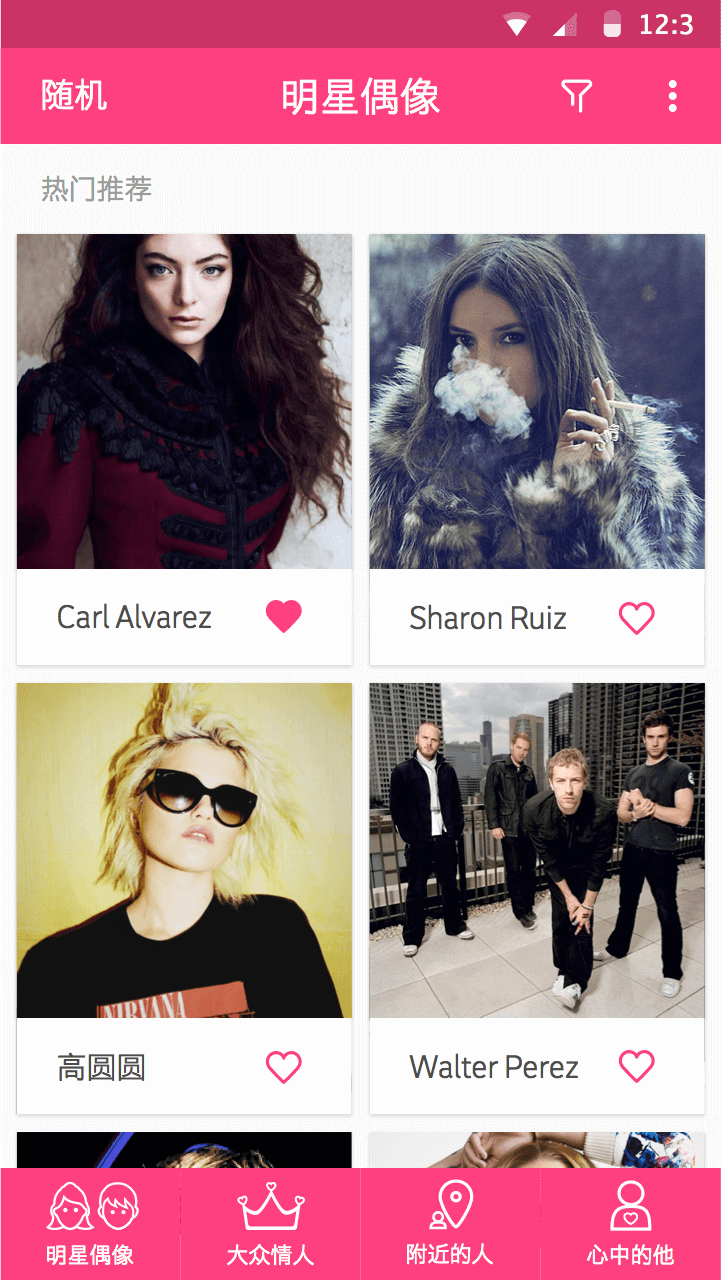 12:3
随机
明星偶像
热门推荐
Carl Alvarez
Sharon Ruiz
NIRVANA
高圆圆
Walter Perez
明星偶像
大众情人
附近的人
心中的他